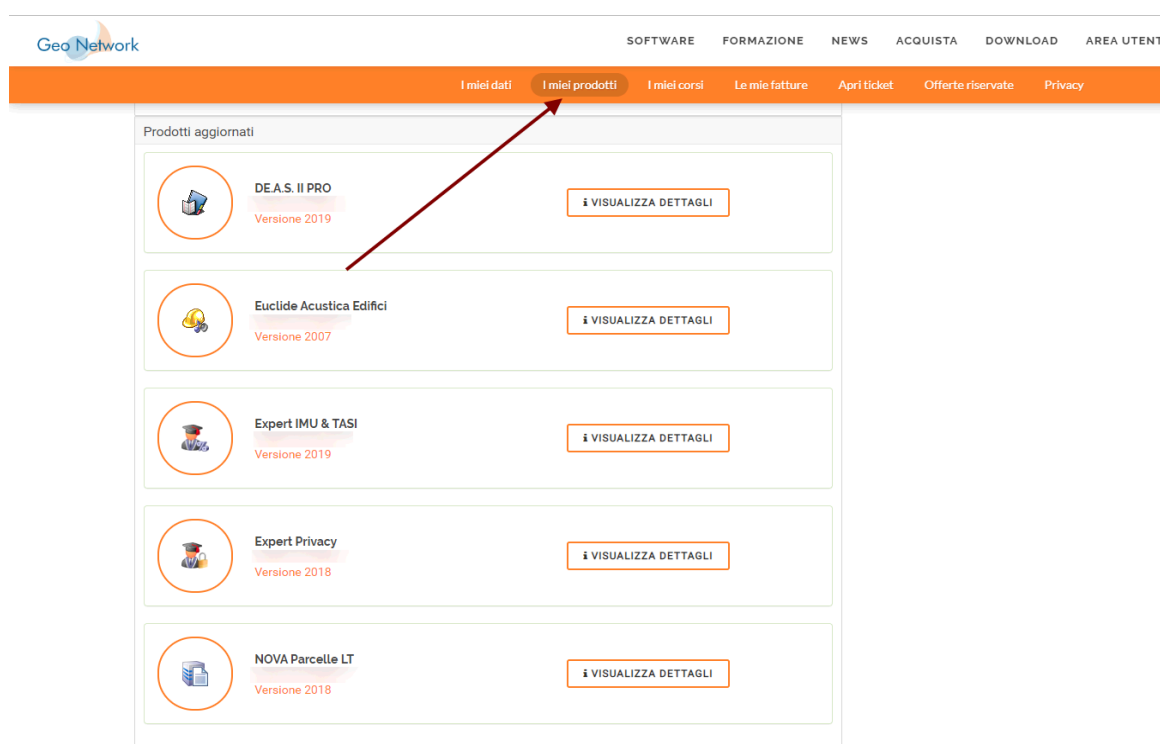 Geo Network
SOFTWARE FORMAZIONE NEWS ACQUISTA DOWNLOAD AREA UTENT
I miei dati I miei prodotti I miei corsi Le mie fatture Apri ticket Offerte riservate Privacy
Prodotti aggiornati
DE.A.S. II PRO
Versione 2019
i VISUALIZZA DETTAGLI
Euclide Acustica Edifici
Versione 2007
i VISUALIZZA DETTAGLI
Expert IMU & TASI
Versione 2019
i VISUALIZZA DETTAGLI
Expert Privacy
Versione 2018
i VISUALIZZA DETTAGLI
NOVA Parcelle LT
Versione 2018
i VISUALIZZA DETTAGLI